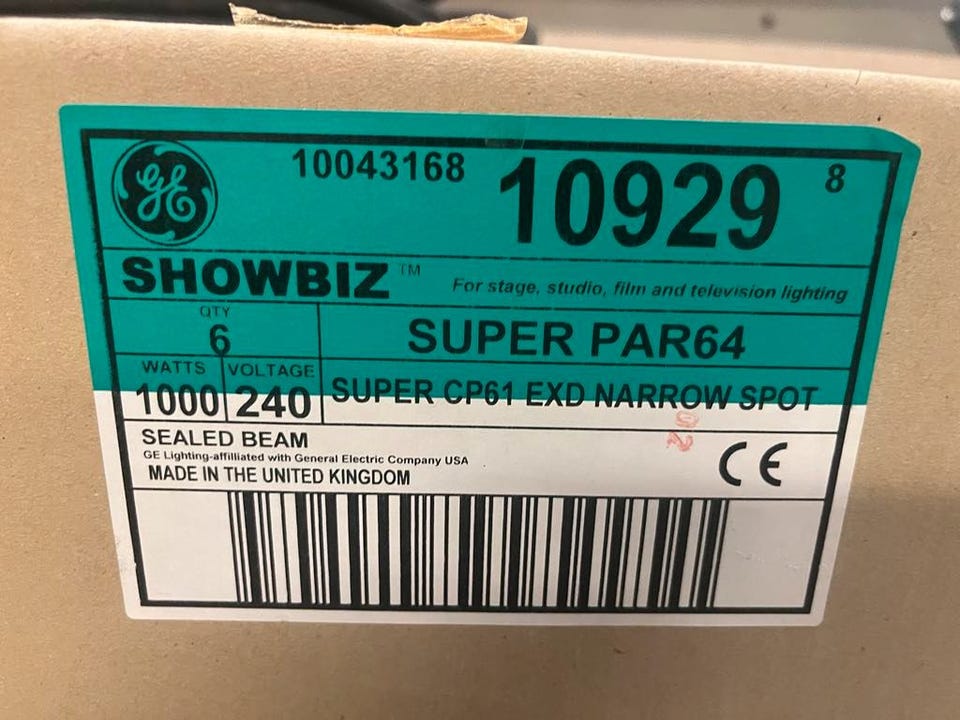 GE
10043168
10929
8
SHOWBIZ™
For stage, studio, film and television lighting
QTY
6
SUPER PAR64
WATTS
1000
VOLTAGE
240
SUPER CP61 EXD NARROW SPOT
52
SEALED BEAM
GE Lighting-affilliated with General Electric Company USA
MADE IN THE UNITED KINGDOM
CE